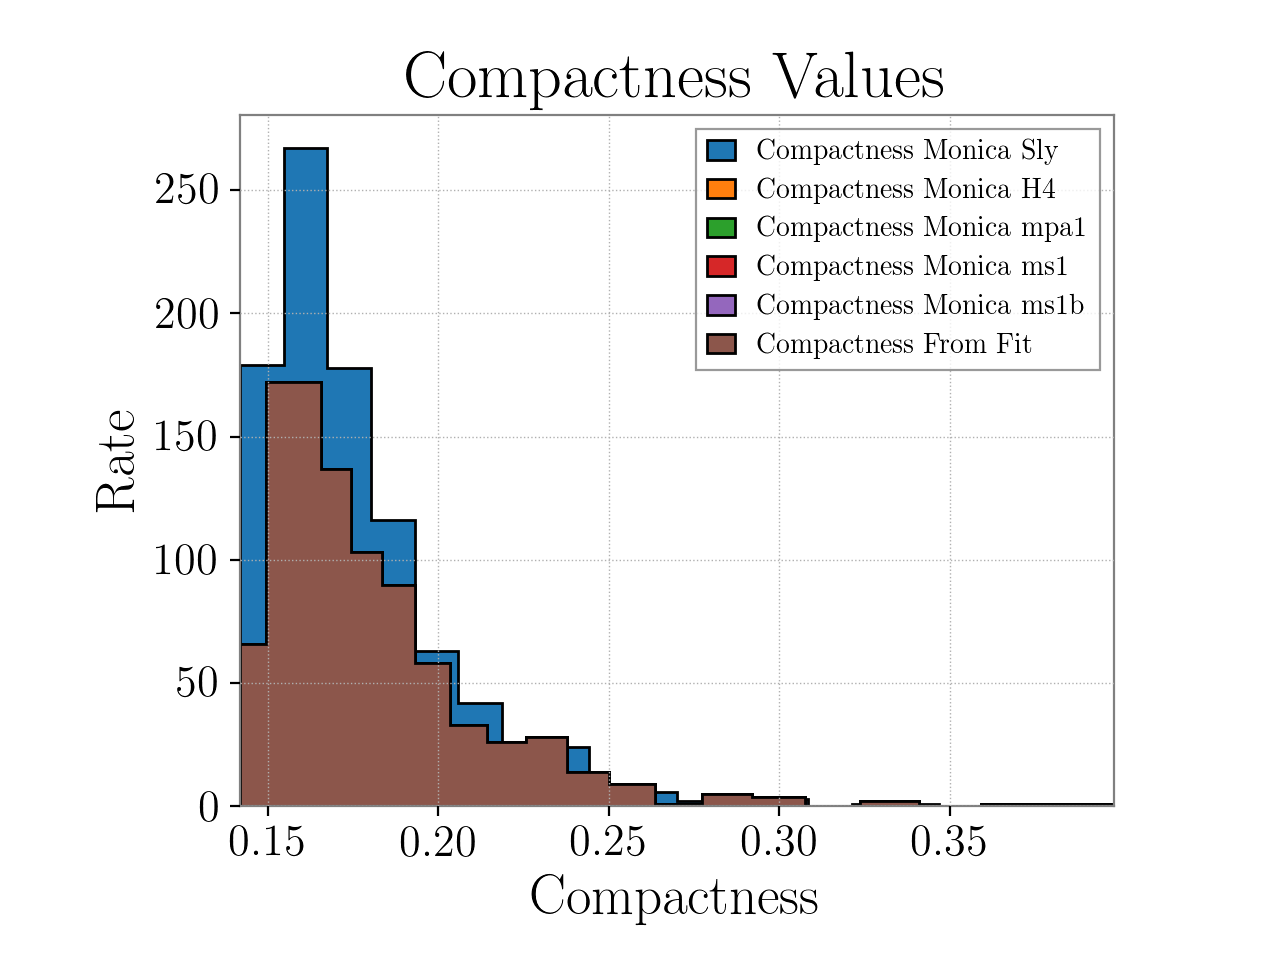 Compactness Values
Compactness Monica Sly
Compactness Monica H4
Compactness Monica mpa1
Compactness Monica ms1
Compactness Monica ms1b
Compactness From Fit
Rate
250
200
150
100
50
0
0.15 0.20 0.25 0.30 0.35
Compactness